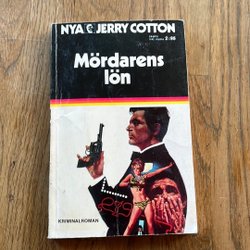 NYA JERRY COTTON
2:95
Mördarens
lön
KRIMINALROMAN